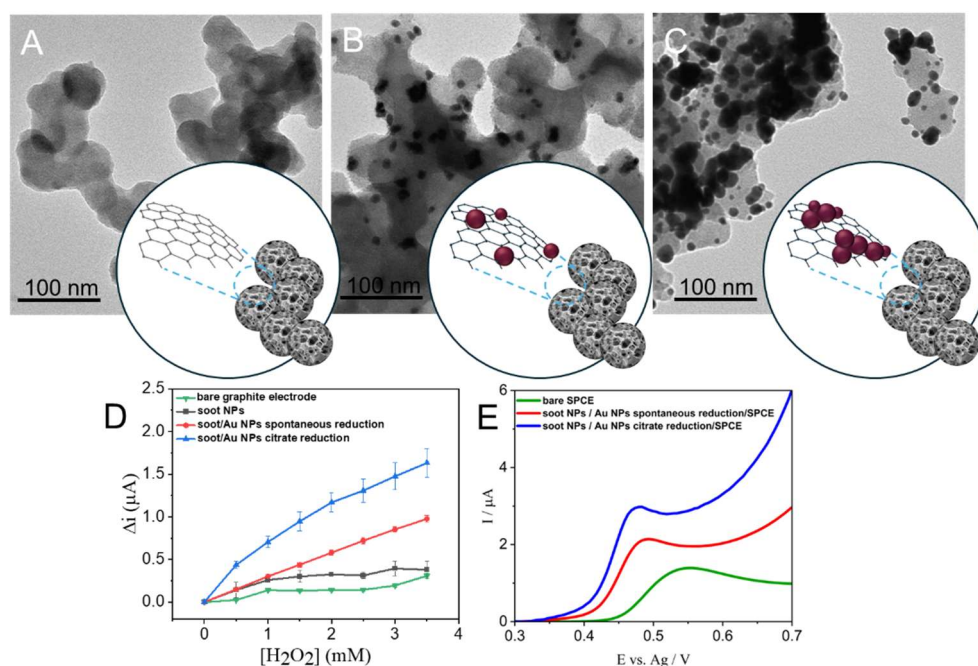 A
B
C
100 nm
100 nm
100 nm
D
2.5
2.0
1.5
1.0
0.5
0.0
Δi (µA)
bare graphite electrode
soot NPs
soot/Au NPs spontaneous reduction
soot/Au NPs citrate reduction
0
1
2
3
4
[H2O2] (mM)
E
6
4
2
0
I / µA
bare SPCE
soot NPs / Au NPs spontaneous reduction/SPCE
soot NPs / Au NPs citrate reduction/SPCE
0.3
0.4
0.5
0.6
0.7
E vs. Ag / V